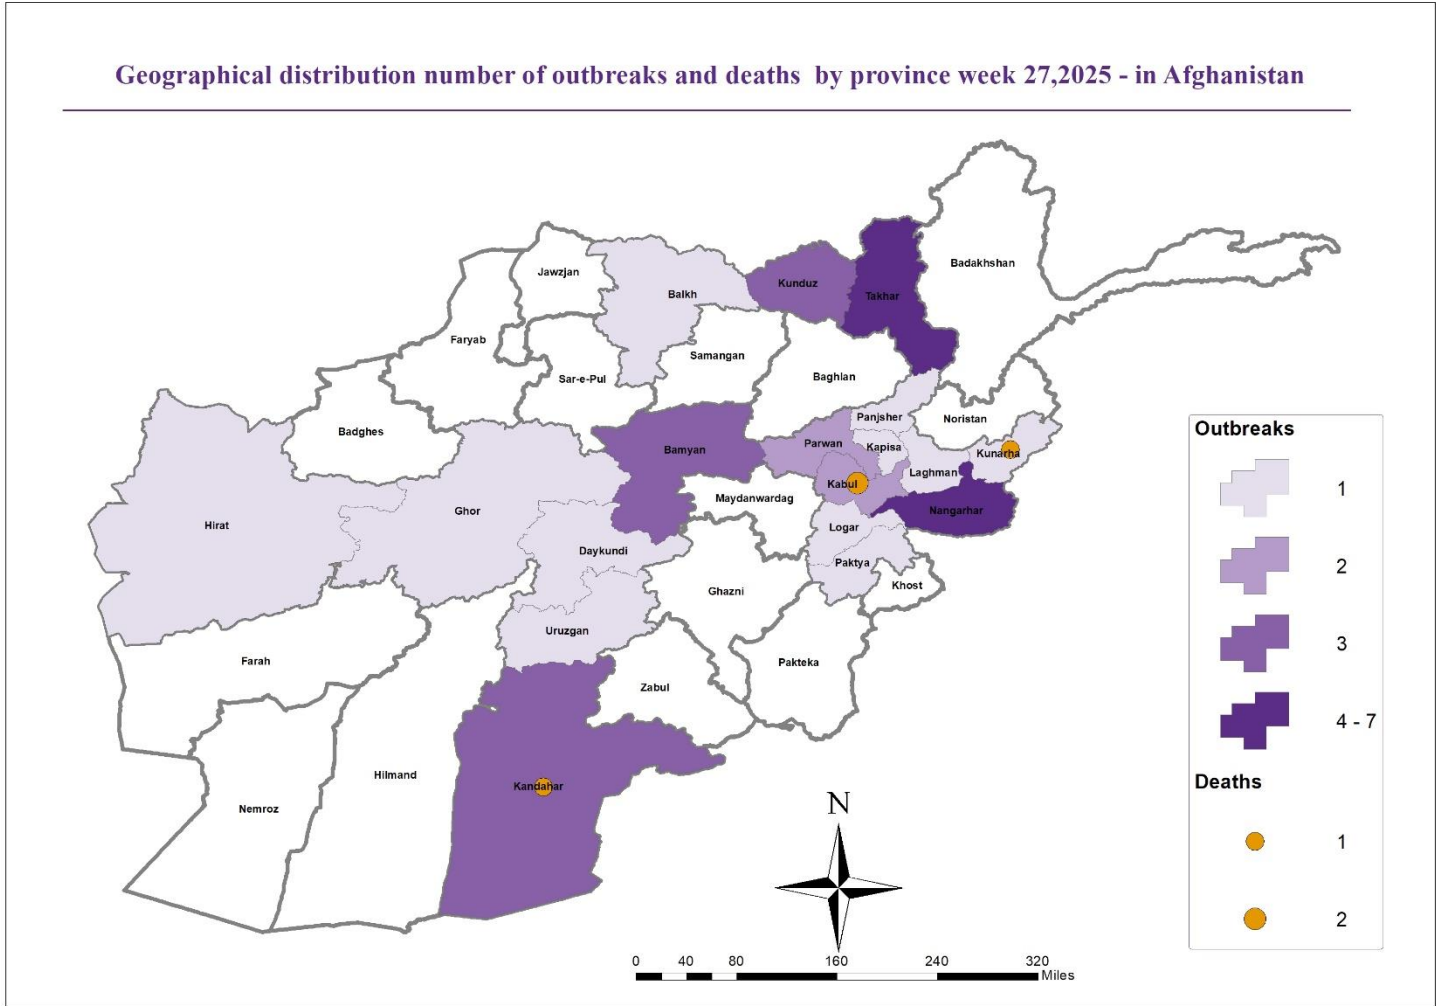 Geographical distribution number of outbreaks and deaths by province week 27,2025 - in Afghanistan
Jawzjan
Balkh
Kunduz
Takhar
Badakhshan
Faryab
Samangan
Sar-e-Pul
Baghlan
Badghes
Panjsher
Noristan
Parwan
Kapisa
Kunarha
Bamyan
Laghman
Kabul
Maydanwardag
Nangarhar
Ghor
Hirat
Logar
Daykundi
Paktya
Khost
Ghazni
Uruzgan
Farah
Pakteka
Zabul
Hilmand
Kandahar
Nemroz
Outbreaks
1
2
3
4 - 7
Deaths
1
2
N
0 40 80 160 240 320
Miles